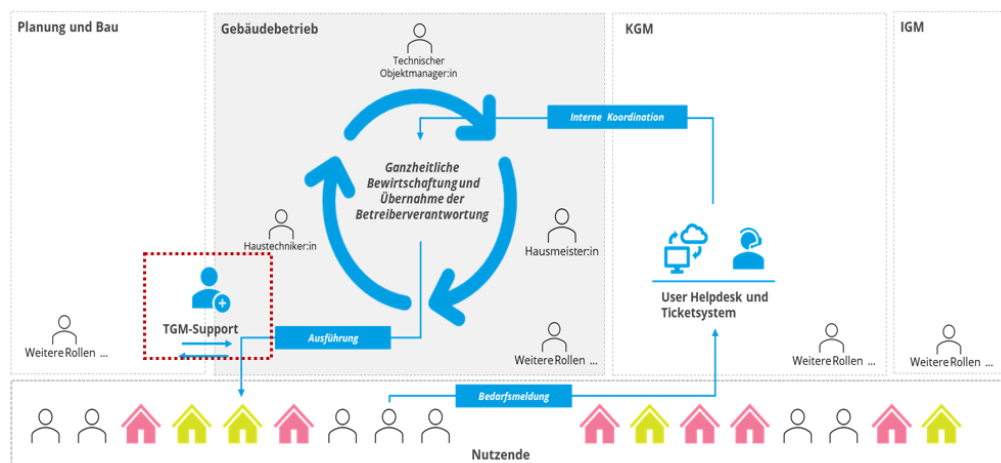 Planung und Bau
Gebäudebetrieb
KGM
IGM
Technischer
Objektmanager:in
Interne Koordination
Ganzheitliche
Bewirtschaftung und
Übernahme der
Betreiberverantwortung
Haustechniker:in
Hausmeister:in
User Helpdesk und
Ticketsystem
TGM-Support
Ausführung
Weitere Rollen ...
Weitere Rollen ...
Weitere Rollen ...
Weitere Rollen ...
Bedarfsmeldung
Nutzende